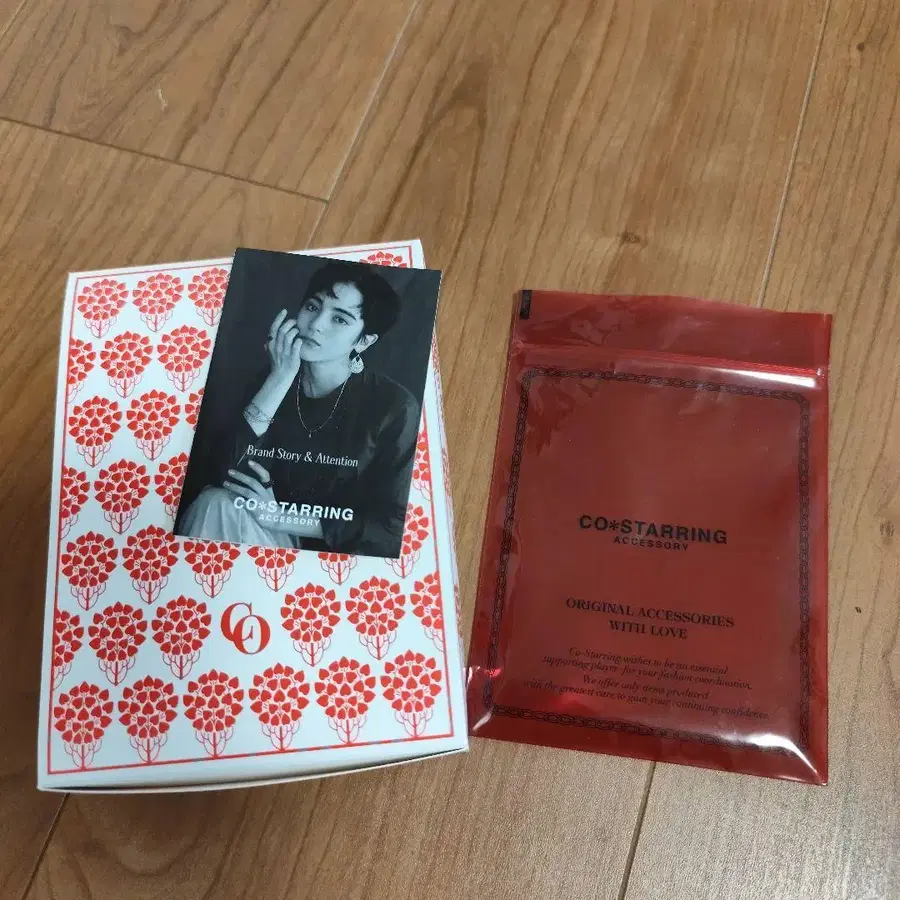 Brand Story & Attention
CO*STARRING
ACCESSORY
CO
CO*STARRING
ACCESSORY
ORIGINAL ACCESSORIES
WITH LOVE
Co-Starring wishes to be an essential
supporting player for your fashion coordination.
We offer only items produced
with the greatest care to gain your continuing confidence.